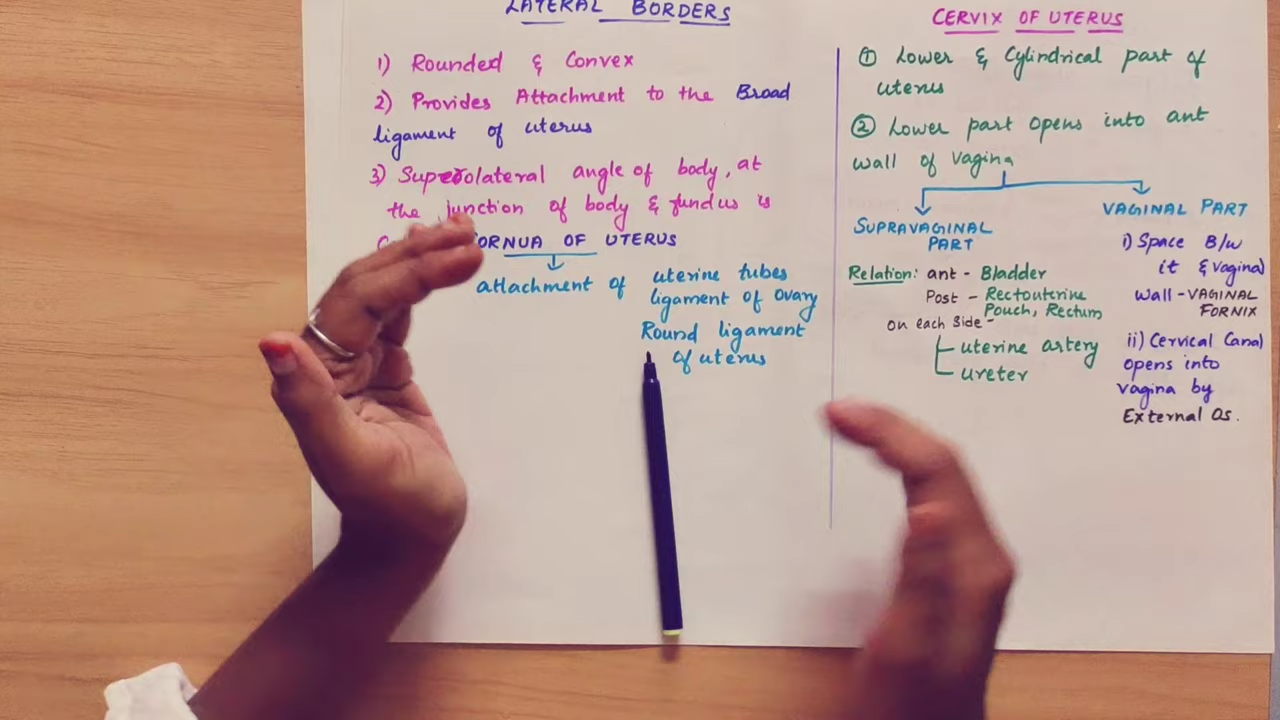 LATERAL BORDERS
1) Rounded & Convex
2) Provides Attachment to the Broad
ligament of uterus
3) Superolateral angle of body, at
the junction of body & fundus is
CORNUA OF UTERUS
attachment of uterine tubes
ligament of Ovary
Round ligament
of uterus
CERVIX OF UTERUS
① Lower & Cylindrical part of
uterus
② Lower part opens into ant
wall of vagina
SUPRAVAGINAL
PART
Relation: ant - Bladder
Post - Rectouterine
Pouch, Rectum
on each side -
uterine artery
ureter
VAGINAL PART
i) Space B/w
it & vaginal
wall - VAGINAL
FORNIX
ii) Cervical Canal
opens into
vagina by
External Os.